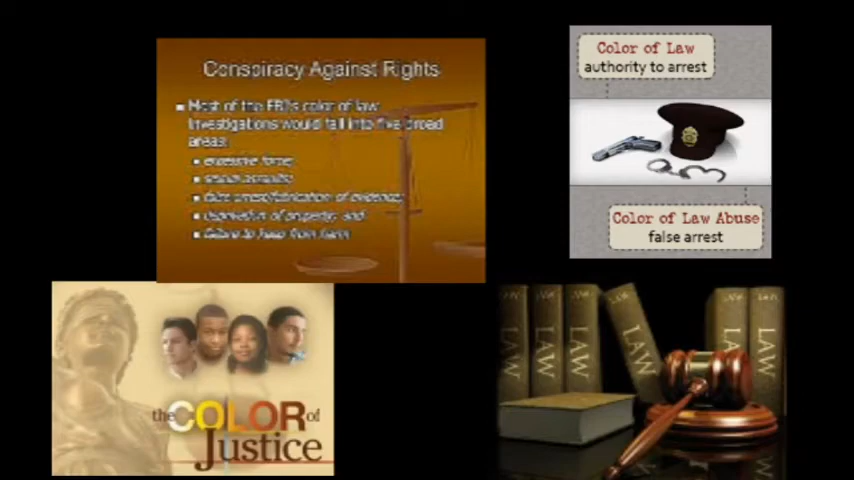 Conspiracy Against Rights
Most of the FBI's color of law
investigations would fall into five broad
areas:
excessive force;
sexual assaults;
false arrest/fabrication of evidence;
deprivation of property; and
failure to keep from harm
Color of Law
authority to arrest
Color of Law Abuse
false arrest
the COLOR of
Justice
LAW
LAW
LAW
LAW
LAW
LAW